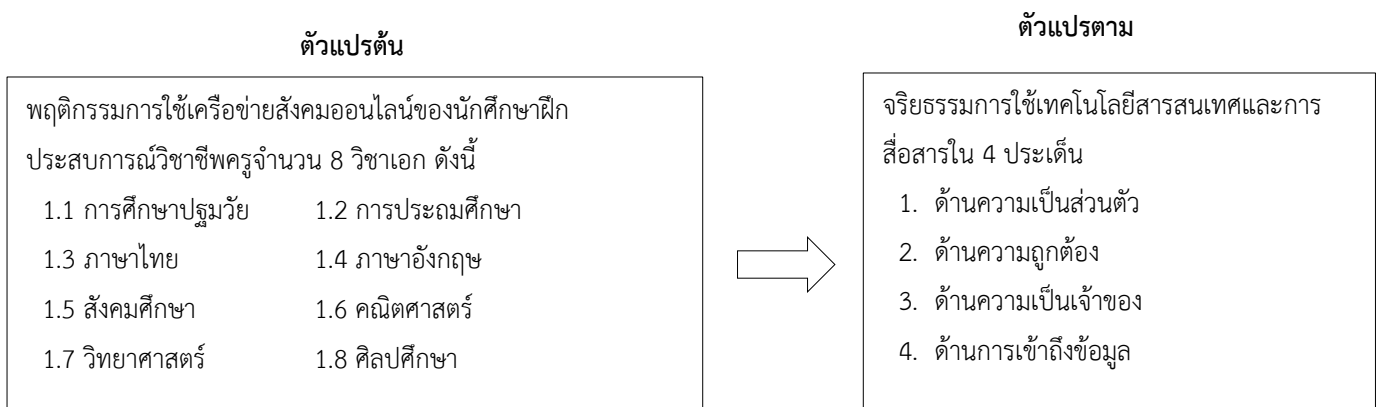 ตัวแปรต้น
พฤติกรรมการใช้เครือข่ายสังคมออนไลน์ของนักศึกษาฝึก
ประสบการณ์วิชาชีพครูจำนวน 8 วิชาเอก ดังนี้
1.1 การศึกษาปฐมวัย 1.2 การประถมศึกษา
1.3 ภาษาไทย 1.4 ภาษาอังกฤษ
1.5 สังคมศึกษา 1.6 คณิตศาสตร์
1.7 วิทยาศาสตร์ 1.8 ศิลปศึกษา
ตัวแปรตาม
จริยธรรมการใช้เทคโนโลยีสารสนเทศและการ
สื่อสารใน 4 ประเด็น
1. ด้านความเป็นส่วนตัว
2. ด้านความถูกต้อง
3. ด้านความเป็นเจ้าของ
4. ด้านการเข้าถึงข้อมูล